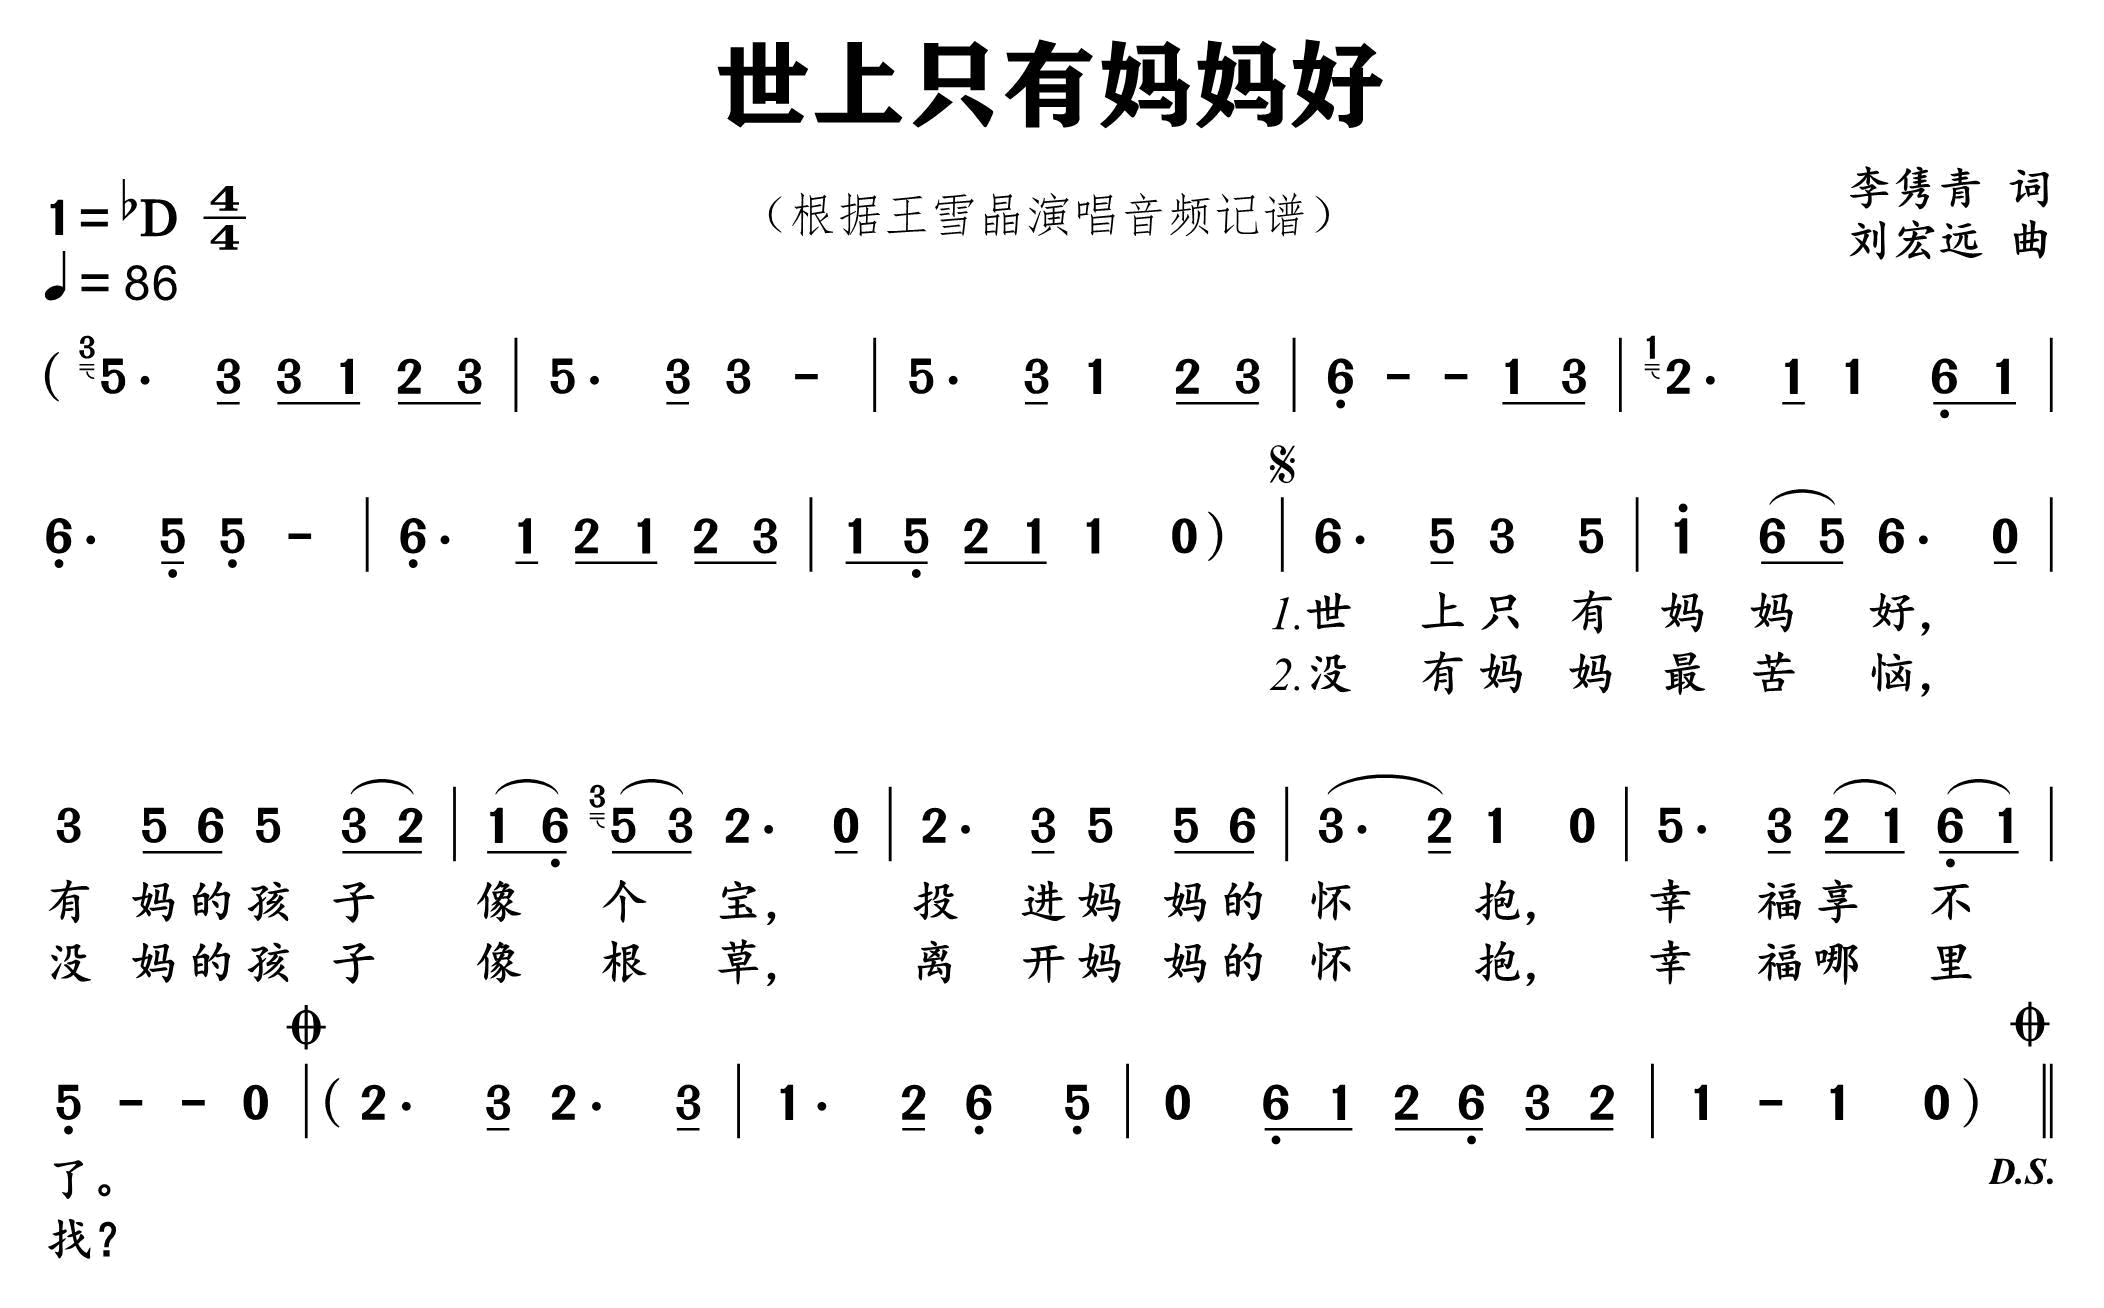 世上只有妈妈好
（根据王雪晶演唱音频记谱）
李隽青 词
刘宏远 曲
1=♭D 4/4
♩=86
( 3 5. 3 3 1 2 3 | 5. 3 3 - | 5. 3 1 2 3 | 6̣ - - 1 3 | 1 2. 1 1 6̣ 1 |
6̣. 5̣ 5̣ - | 6̣. 1 2 1 2 3 | 1 5̣ 2 1 1 0 ) | 𝄋 6. 5 3 5 | 1̇ 6 5 6. 0 |
1.世 上 只 有 妈 妈 好，
2.没 有 妈 妈 最 苦 恼，
3 5 6 5 3 2 | 1 6̣ 3 5 3 2. 0 | 2. 3 5 5 6 | 3. 2 1 0 | 5. 3 2 1 6̣ 1 |
有 妈 的 孩 子 像 个 宝， 投 进 妈 妈 的 怀 抱， 幸 福 享 不
没 妈 的 孩 子 像 根 草， 离 开 妈 妈 的 怀 抱， 幸 福 哪 里
5̣ - - 0 | 𝄌 ( 2. 3 2. 3 | 1. 2 6̣ 5̣ | 0 6̣ 1 2 6̣ 3 2 | 1 - 1 0 ) 𝄌 ‖
了。
D.S.
找？